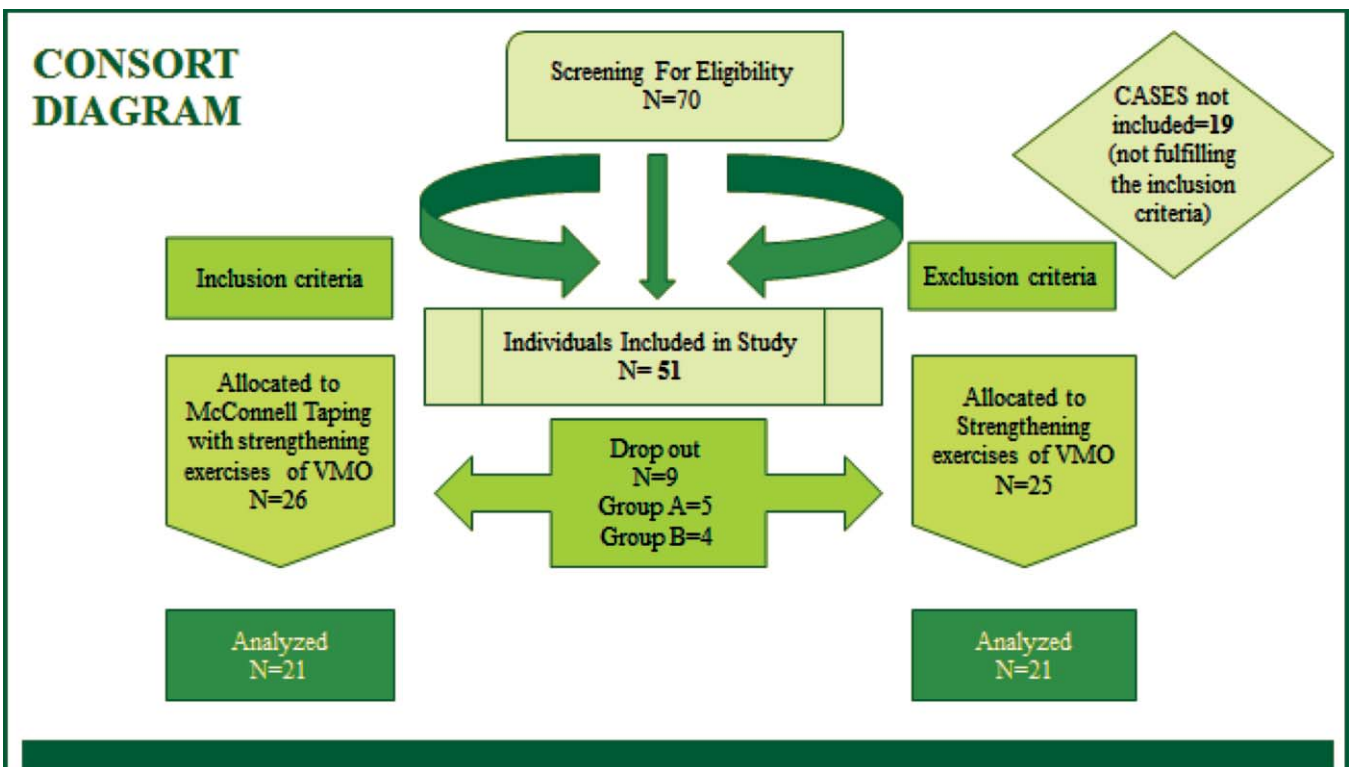 CONSORT
DIAGRAM
Screening For Eligibility
N=70
CASES not
included=19
(not fulfilling
the inclusion
criteria)
Inclusion criteria
Exclusion criteria
Individuals Included in Study
N= 51
Allocated to
McConnell Taping
with strengthening
exercises of VMO
N=26
Drop out
N=9
Group A=5
Group B=4
Allocated to
Strengthening
exercises of VMO
N=25
Analyzed
N=21
Analyzed
N=21